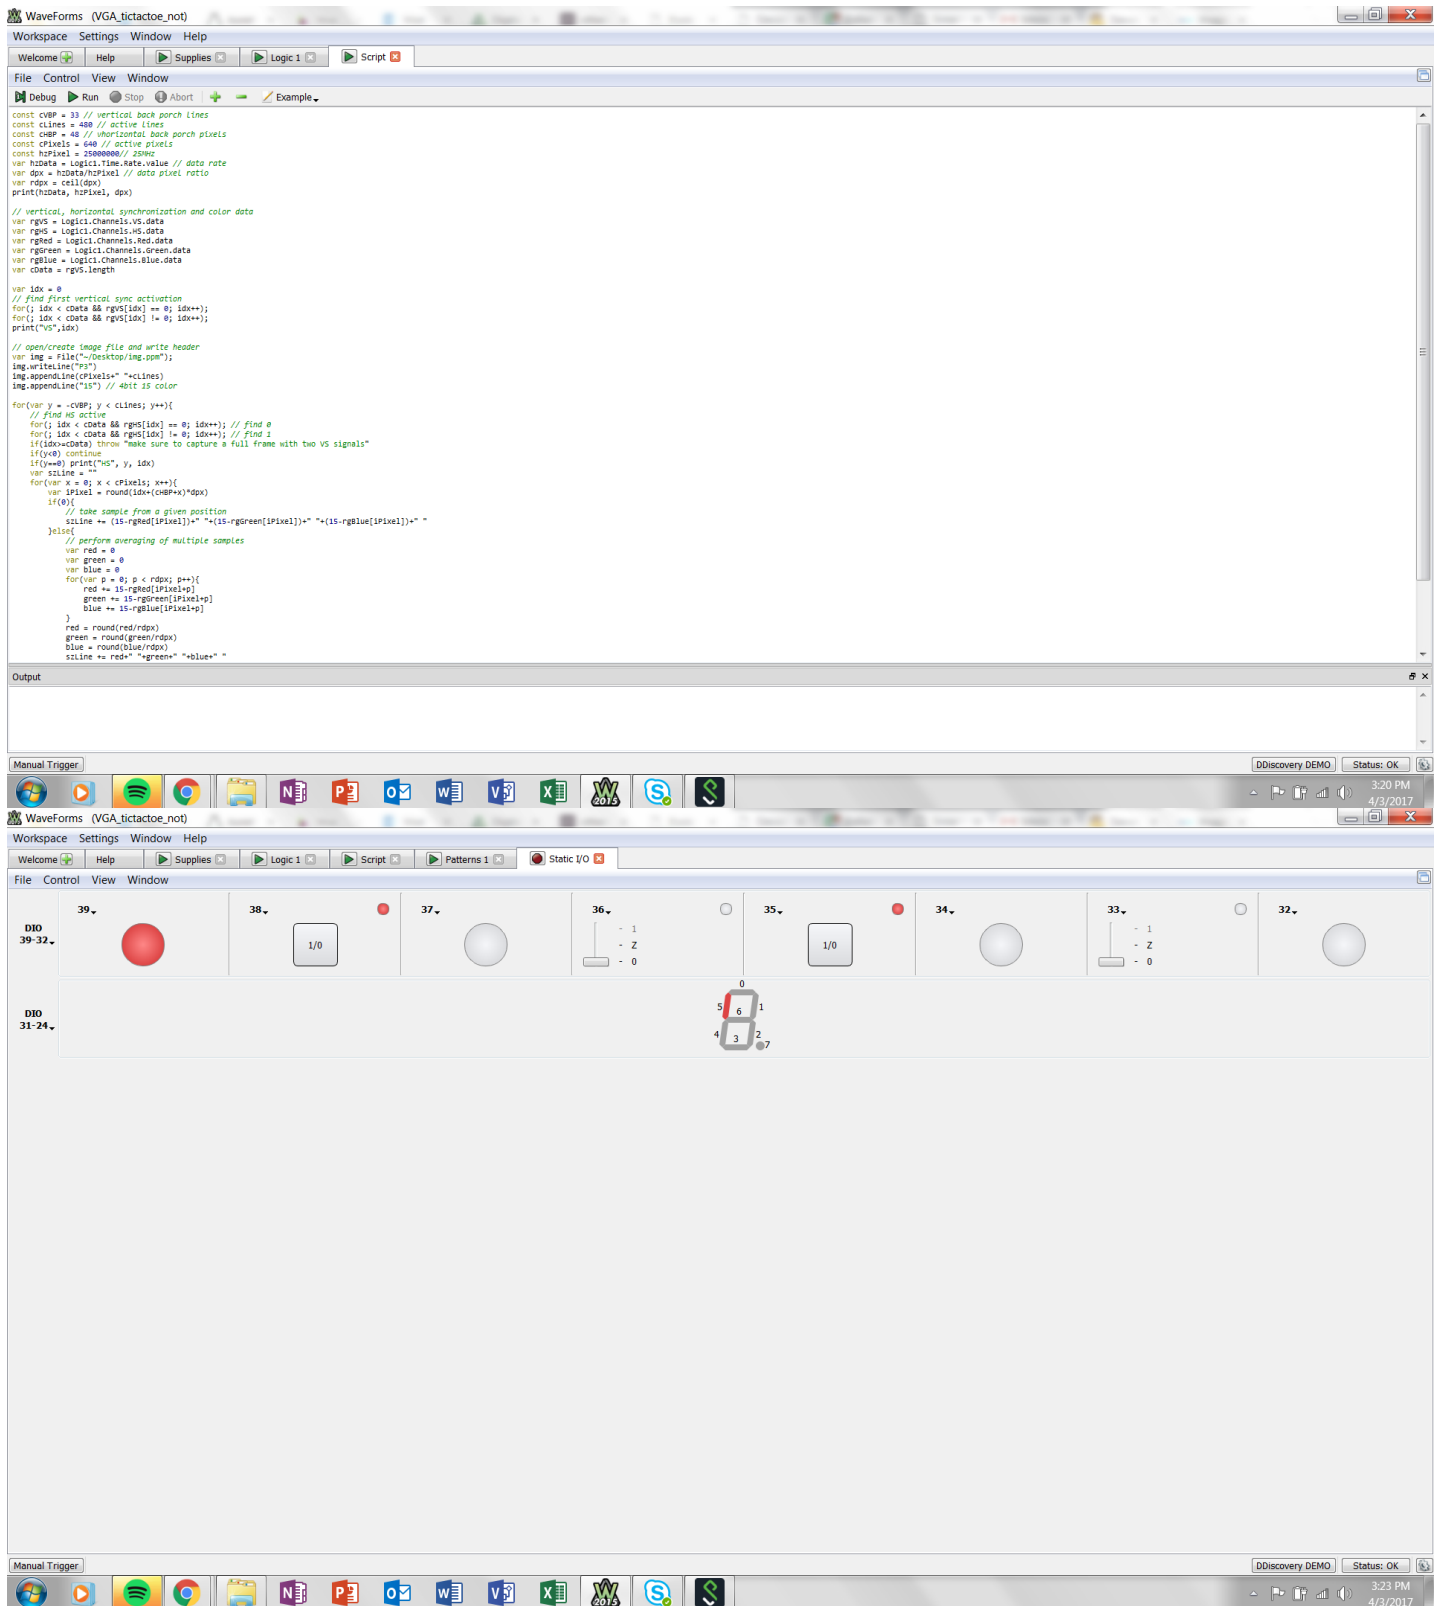 WaveForms (VGA_tictactoe_not)
Workspace Settings Window Help
Welcome Help Supplies Logic 1 Script
File Control View Window
Debug Run Stop Abort Example
const cVBP = 33 // vertical back porch lines
const cLines = 480 // active lines
const cHBP = 48 // vhorizontal back porch pixels
const cPixels = 640 // active pixels
const hzPixel = 25000000// 25MHz
var hzData = Logic1.Time.Rate.value // data rate
var dpx = hzData/hzPixel // data pixel ratio
var rdpx = ceil(dpx)
print(hzData, hzPixel, dpx)
// vertical, horizontal synchronization and color data
var rgVS = Logic1.Channels.VS.data
var rgHS = Logic1.Channels.HS.data
var rgRed = Logic1.Channels.Red.data
var rgGreen = Logic1.Channels.Green.data
var rgBlue = Logic1.Channels.Blue.data
var cData = rgVS.length
var idx = 0
// find first vertical sync activation
for(; idx < cData && rgVS[idx] == 0; idx++);
for(; idx < cData && rgVS[idx] != 0; idx++);
print("VS",idx)
// open/create image file and write header
var img = File("~/Desktop/img.ppm");
img.writeLine("P3")
img.appendLine(cPixels+" "+cLines)
img.appendLine("15") // 4bit 15 color
for(var y = -cVBP; y < cLines; y++){
// find HS active
for(; idx < cData && rgHS[idx] == 0; idx++); // find 0
for(; idx < cData && rgHS[idx] != 0; idx++); // find 1
if(idx>=cData) throw "make sure to capture a full frame with two VS signals"
if(y<0) continue
if(y==0) print("HS", y, idx)
var szLine = ""
for(var x = 0; x < cPixels; x++){
var iPixel = round(idx+(cHBP+x)*dpx)
if(0){
// take sample from a given position
szLine += (15-rgRed[iPixel])+" "+(15-rgGreen[iPixel])+" "+(15-rgBlue[iPixel])+" "
}else{
// perform averaging of multiple samples
var red = 0
var green = 0
var blue = 0
for(var p = 0; p < rdpx; p++){
red += 15-rgRed[iPixel+p]
green += 15-rgGreen[iPixel+p]
blue += 15-rgBlue[iPixel+p]
}
red = round(red/rdpx)
green = round(green/rdpx)
blue = round(blue/rdpx)
szLine += red+" "+green+" "+blue+" "
Output
Manual Trigger DDiscovery DEMO Status: OK
3:20 PM
4/3/2017
WaveForms (VGA_tictactoe_not)
Workspace Settings Window Help
Welcome Help Supplies Logic 1 Script Patterns 1 Static I/O
File Control View Window
39 38 37 36 35 34 33 32
DIO
39-32
1/0
- 1
- Z
- 0
1/0
- 1
- Z
- 0
DIO
31-24
0
5 6 1
4 3 2
7
Manual Trigger DDiscovery DEMO Status: OK
3:23 PM
4/3/2017